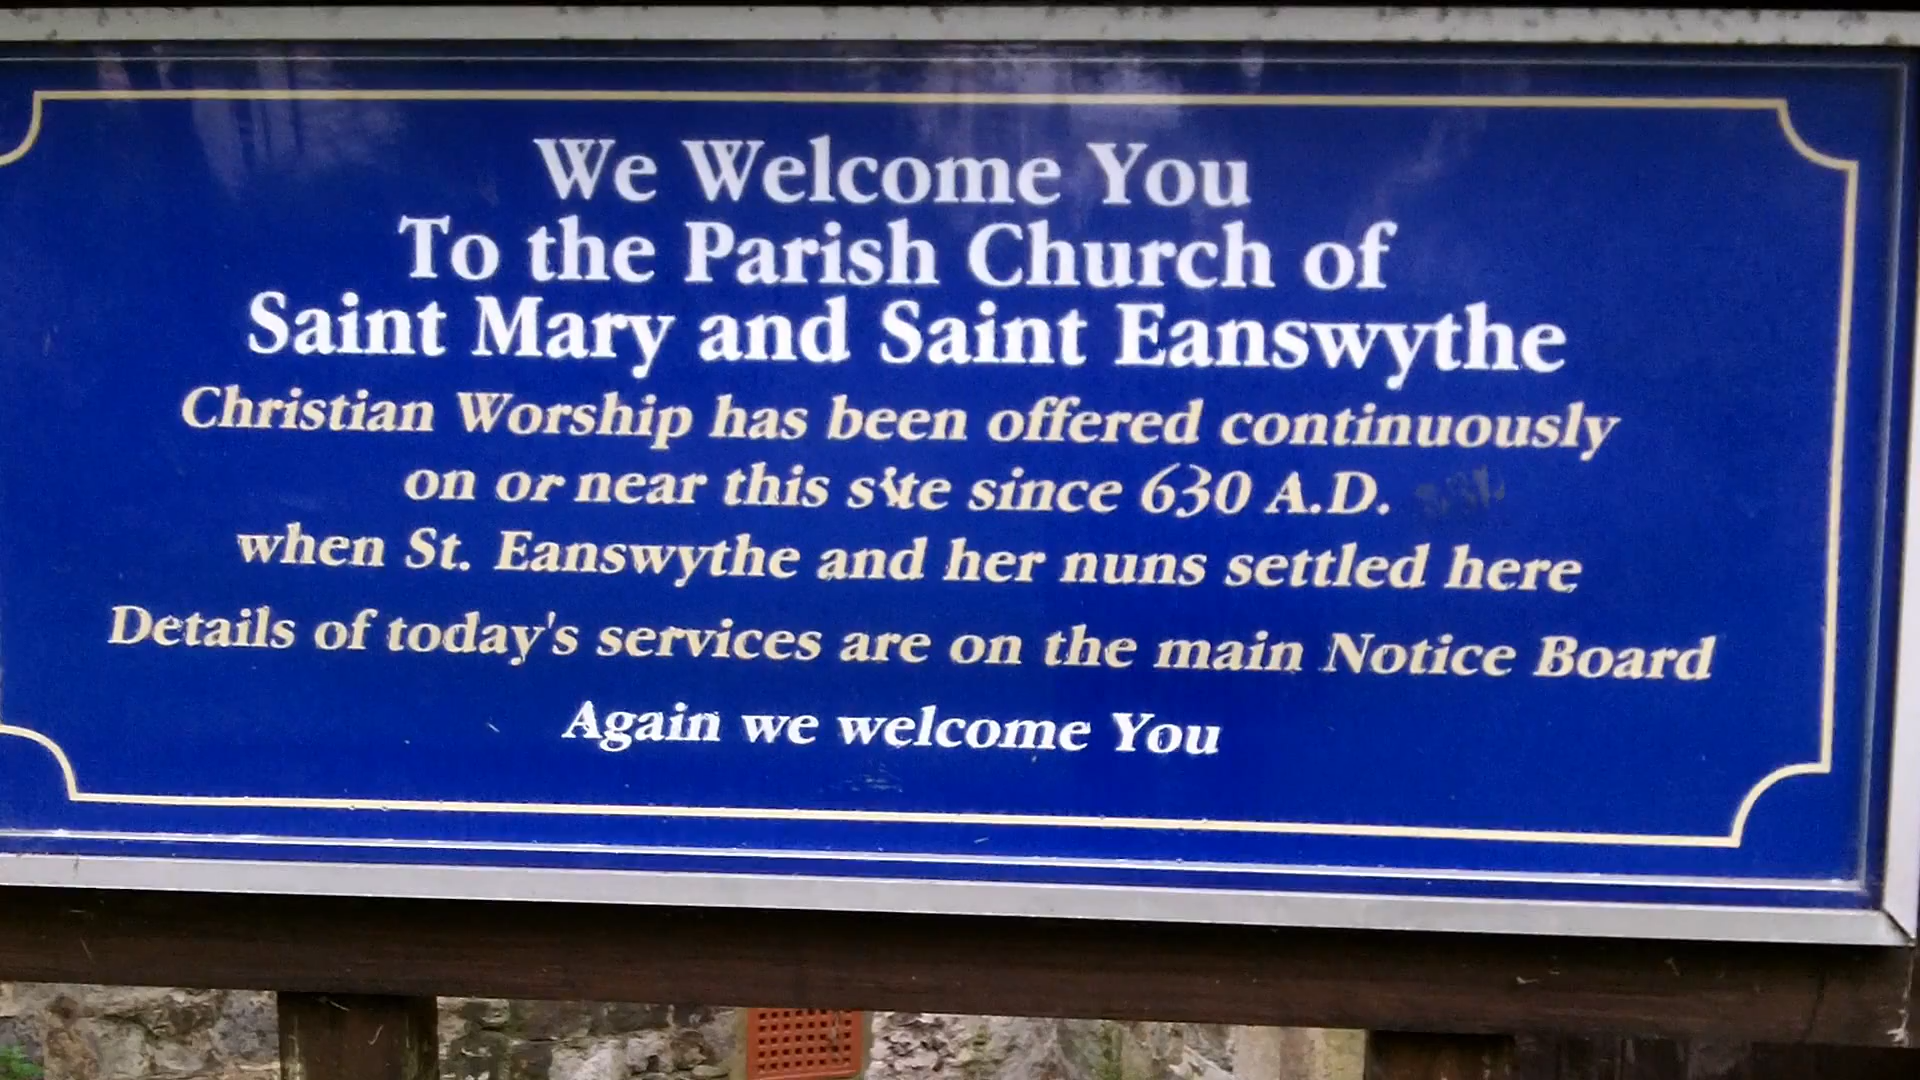 We Welcome You
To the Parish Church of
Saint Mary and Saint Eanswythe
Christian Worship has been offered continuously
on or near this site since 630 A.D.
when St. Eanswythe and her nuns settled here
Details of today's services are on the main Notice Board
Again we welcome You